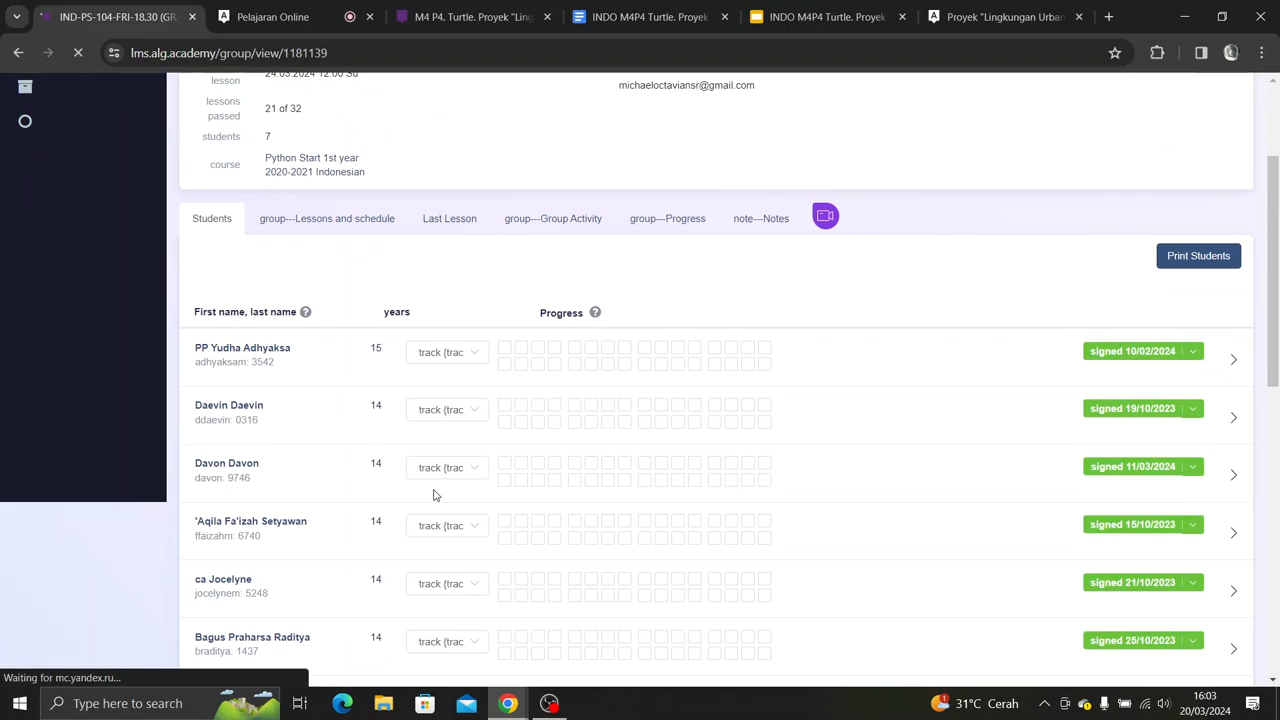 INDO-PS-104-FRI-18.30 (GRA
Pelajaran Online
M4 P4. Turtle. Proyek "Ling
INDO M4P4 Turtle. Proyek
INDO M4P4 Turtle. Proyek
Proyek "Lingkungan Urban
lms.alg.academy/group/view/1181139
lesson
24.03.2024 12:00 Su
michaeloctaviansr@gmail.com
lessons
passed
21 of 32
students
7
course
Python Start 1st year
2020-2021 Indonesian
Students
group---Lessons and schedule
Last Lesson
group---Group Activity
group---Progress
note---Notes
Print Students
First name, last name ?
years
Progress ?
PP Yudha Adhyaksa
15
track {trac
signed 10/02/2024
adhyaksam: 3542
Daevin Daevin
14
track {trac
signed 19/10/2023
ddaevin: 0316
Davon Davon
14
track {trac
signed 11/03/2024
davon: 9746
'Aqila Fa'izah Setyawan
14
track {trac
signed 15/10/2023
ffaizahm: 6740
ca Jocelyne
14
track {trac
signed 21/10/2023
jocelynem: 5248
Bagus Praharsa Raditya
14
track {trac
signed 25/10/2023
braditya: 1437
Waiting for mc.yandex.ru...
Type here to search
31°C Cerah
16:03
20/03/2024